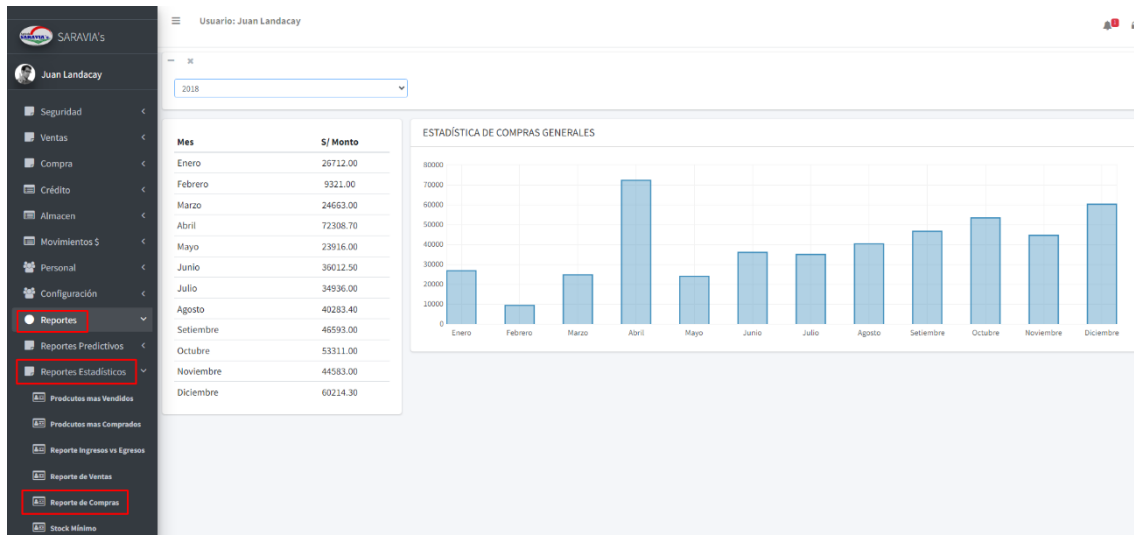 SARAVIA's
Usuario: Juan Landacay
Juan Landacay
Seguridad
Ventas
Compra
Crédito
Almacen
Movimientos $
Personal
Configuración
Reportes
Reportes Predictivos
Reportes Estadísticos
Prodcutos mas Vendidos
Prodcutos mas Comprados
Reporte Ingresos vs Egresos
Reporte de Ventas
Reporte de Compras
Stock Mínimo
2018
Mes S/ Monto
Enero 26712.00
Febrero 9321.00
Marzo 24663.00
Abril 72308.70
Mayo 23916.00
Junio 36012.50
Julio 34936.00
Agosto 40283.40
Setiembre 46593.00
Octubre 53311.00
Noviembre 44583.00
Diciembre 60214.30
ESTADÍSTICA DE COMPRAS GENERALES
80000
70000
60000
50000
40000
30000
20000
10000
0
Enero Febrero Marzo Abril Mayo Junio Julio Agosto Setiembre Octubre Noviembre Diciembre